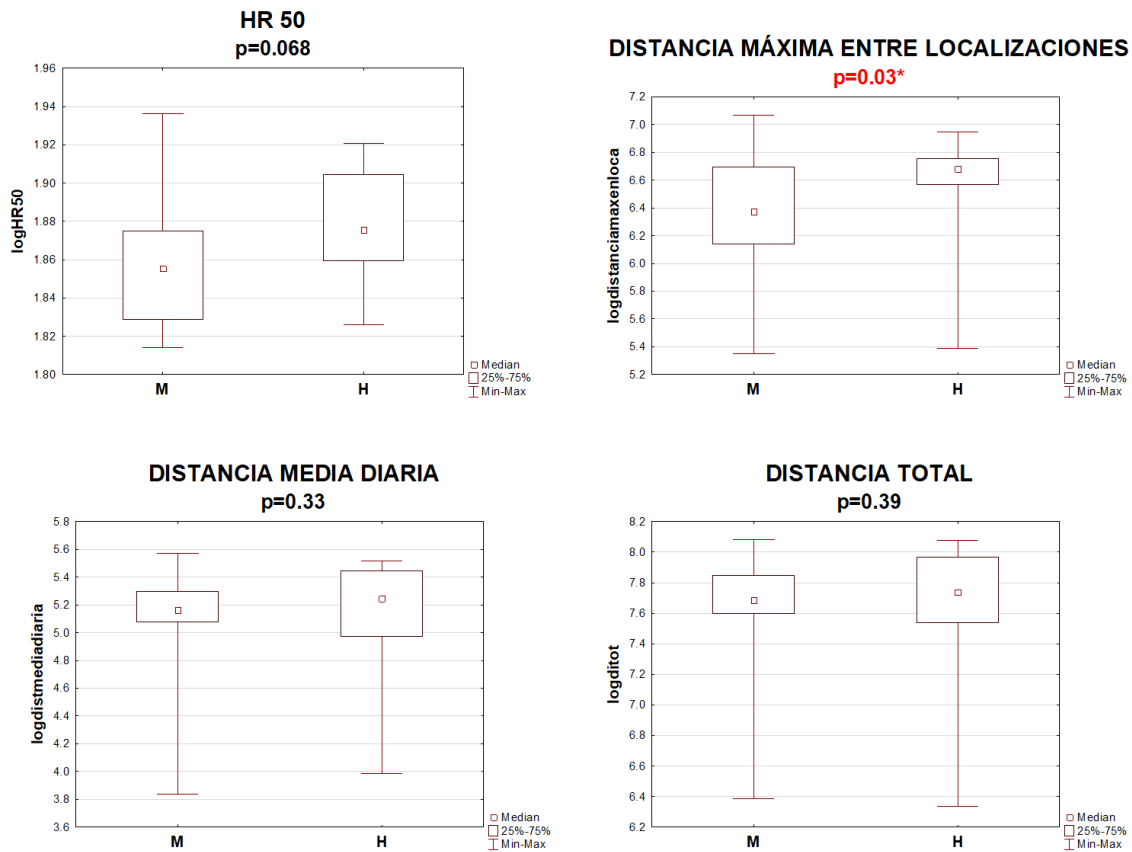 HR 50
p=0.068
1.96
1.94
1.92
1.90
1.88
1.86
1.84
1.82
1.80
logHR50
M
H
Median
25%-75%
Min-Max
DISTANCIA MÁXIMA ENTRE LOCALIZACIONES
p=0.03*
7.2
7.0
6.8
6.6
6.4
6.2
6.0
5.8
5.6
5.4
5.2
logdistanciamaxenloca
M
H
Median
25%-75%
Min-Max
DISTANCIA MEDIA DIARIA
p=0.33
5.8
5.6
5.4
5.2
5.0
4.8
4.6
4.4
4.2
4.0
3.8
3.6
logdistmediadiaria
M
H
Median
25%-75%
Min-Max
DISTANCIA TOTAL
p=0.39
8.2
8.0
7.8
7.6
7.4
7.2
7.0
6.8
6.6
6.4
6.2
logditot
M
H
Median
25%-75%
Min-Max